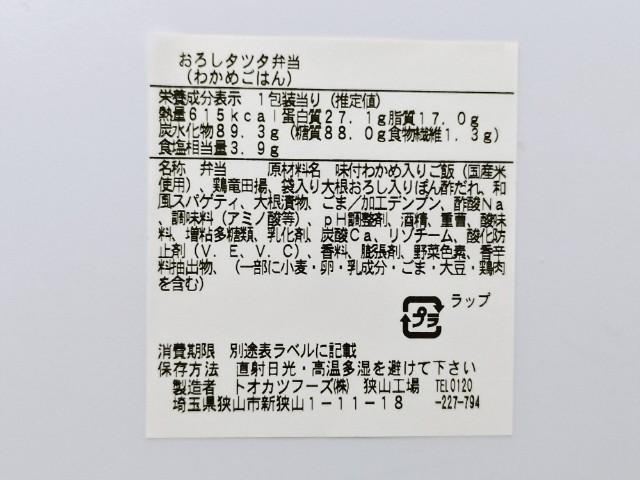 おろしタツタ弁当
(わかめごはん)
栄養成分表示 1包装当り(推定値)
熱量615kcal蛋白質27.1g脂質17.0g
炭水化物89.3g(糖質88.0g食物繊維1.3g)
食塩相当量3.9g
名称 弁当 原材料名 味付わかめ入りご飯(国産米
使用)、鶏竜田揚、袋入り大根おろし入りぽん酢だれ、和
風スパゲティ、大根漬物、ごま/加工デンプン、酢酸Na
、調味料(アミノ酸等)、pH調整剤、酒精、重曹、酸味
料、増粘多糖類、乳化剤、炭酸Ca、リゾチーム、酸化防
止剤(V.E、V.C)、香料、膨張剤、野菜色素、香辛
料抽出物、(一部に小麦・卵・乳成分・ごま・大豆・鶏肉
を含む)
プラ ラップ
消費期限 別途表ラベルに記載
保存方法 直射日光・高温多湿を避けて下さい
製造者 トオカツフーズ㈱ 狭山工場 TEL0120
埼玉県狭山市新狭山1-11-18 -227-794